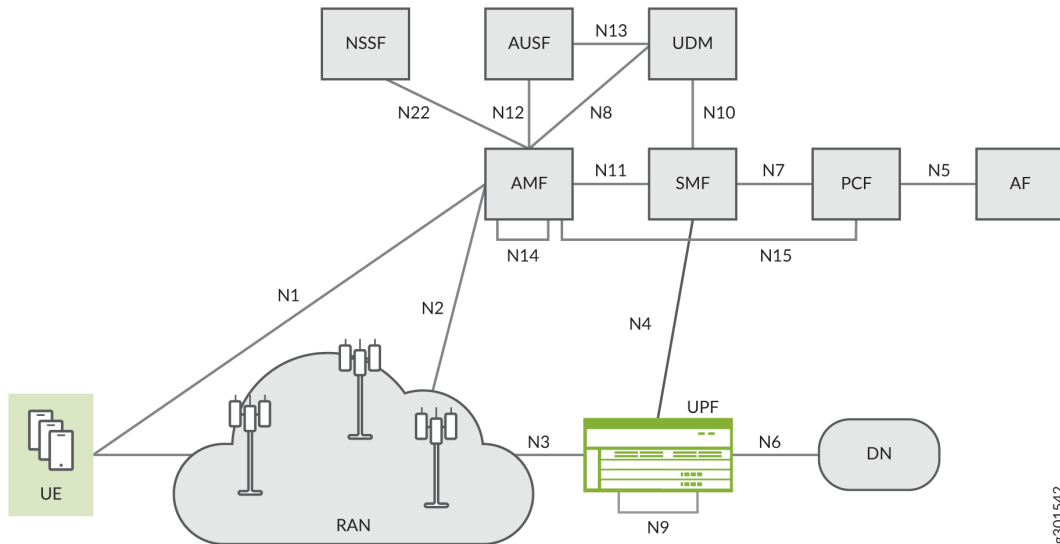 NSSF
AUSF
N13
UDM
N22
N12
N8
N10
AMF
N11
SMF
N7
PCF
N5
AF
N14
N15
N1
N2
N4
UPF
N3
N6
DN
UE
RAN
N9
g301542